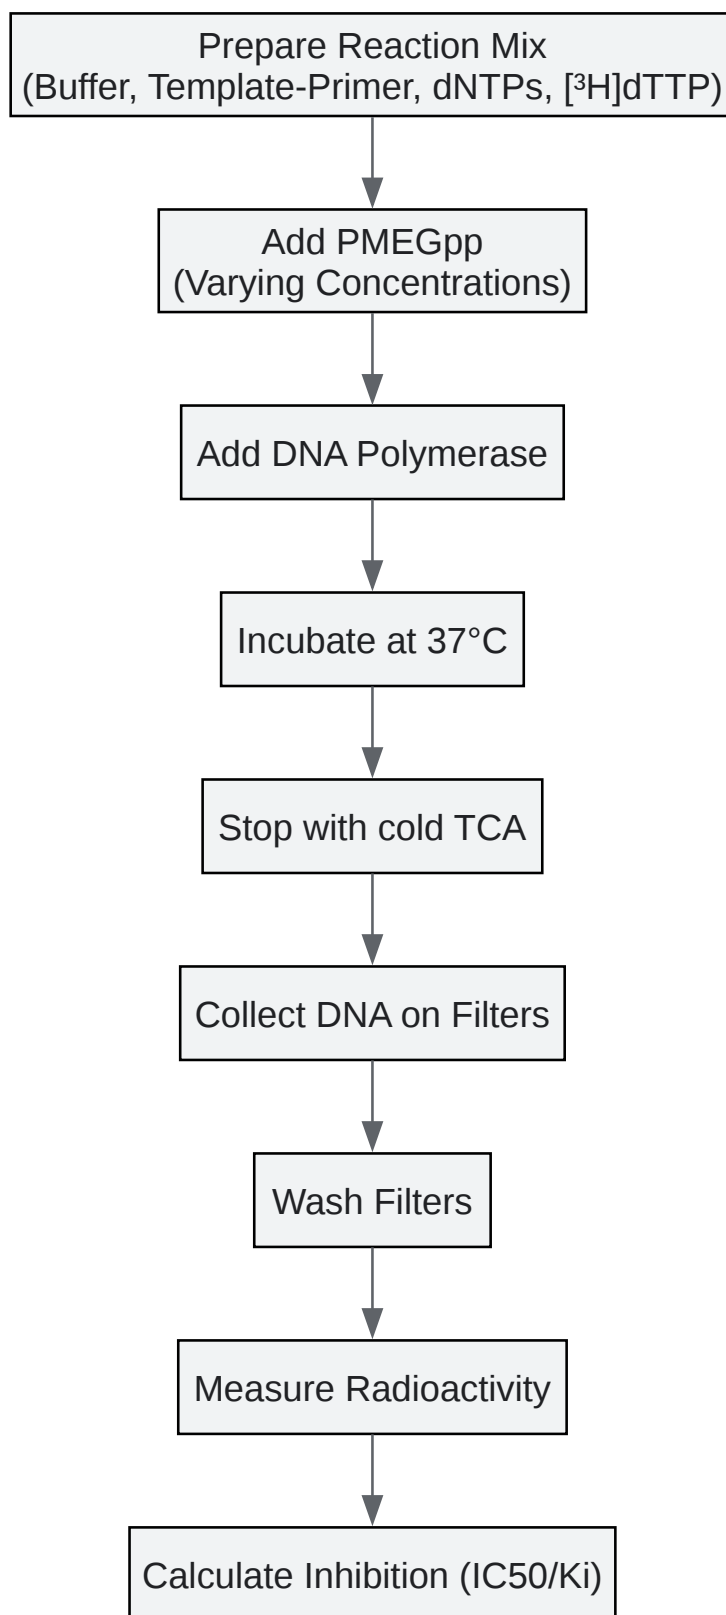 Prepare Reaction Mix
(Buffer, Template-Primer, dNTPs, [³H]dTTP)
Add PMEGpp
(Varying Concentrations)
Add DNA Polymerase
Incubate at 37°C
Stop with cold TCA
Collect DNA on Filters
Wash Filters
Measure Radioactivity
Calculate Inhibition (IC50/Ki)